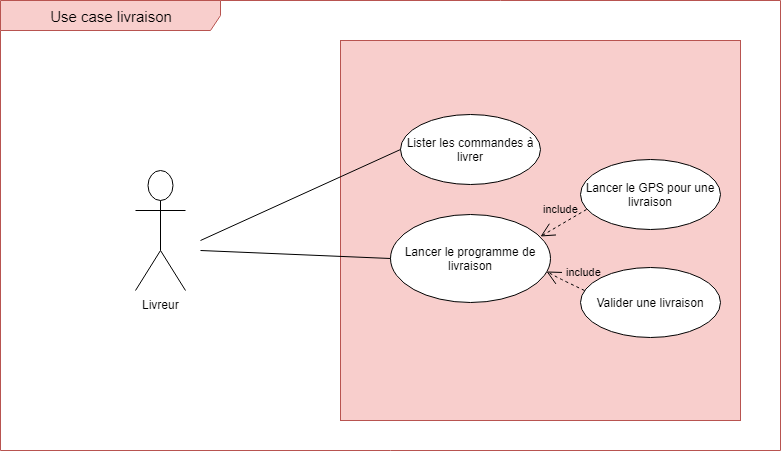 Use case livraison
Lister les commandes à
livrer
Lancer le GPS pour une
livraison
include
Lancer le programme de
livraison
include
Valider une livraison
Livreur